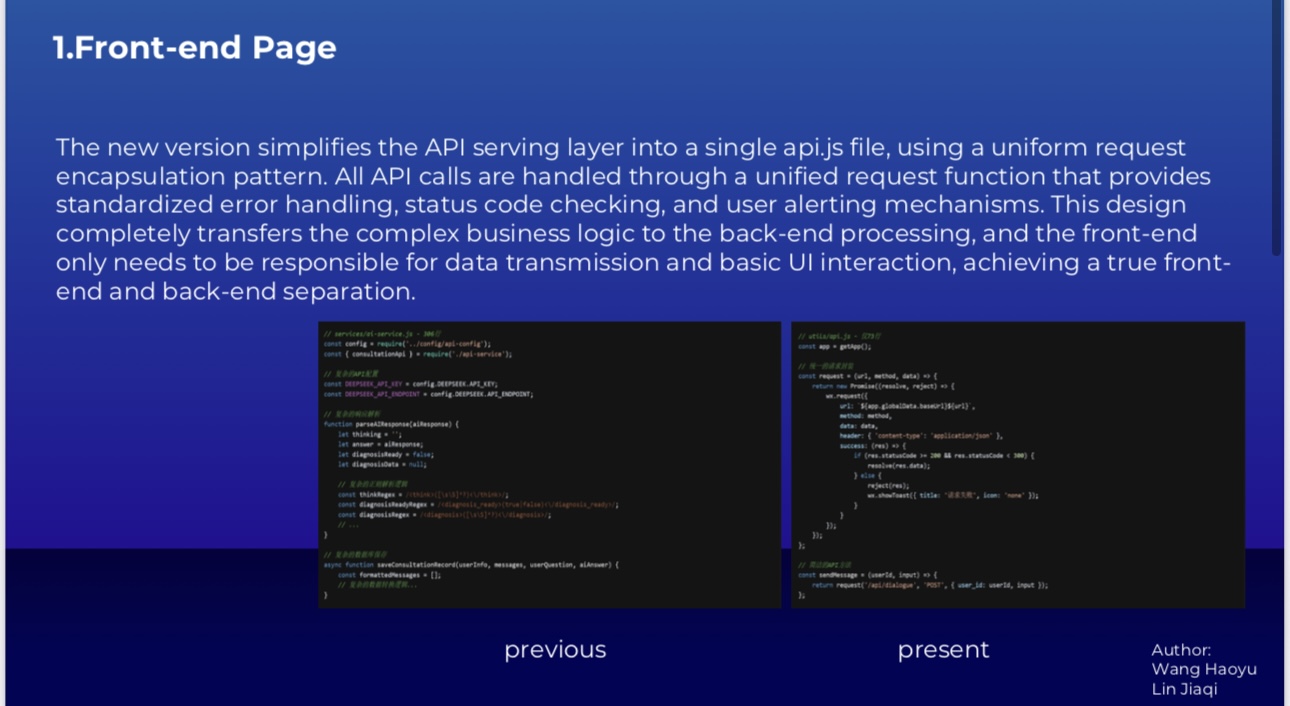 1.Front-end Page
The new version simplifies the API serving layer into a single api.js file, using a uniform request
encapsulation pattern. All API calls are handled through a unified request function that provides
standardized error handling, status code checking, and user alerting mechanisms. This design
completely transfers the complex business logic to the back-end processing, and the front-end
only needs to be responsible for data transmission and basic UI interaction, achieving a true front-
end and back-end separation.
// services/ai-service.js - 300行
const config = require('../config/api-config');
const { consultationApi } = require('./api-service');
// 复杂的API配置
const DEEPSEEK_API_KEY = config.DEEPSEEK.API_KEY;
const DEEPSEEK_API_ENDPOINT = config.DEEPSEEK.API_ENDPOINT;
// 复杂的响应解析
function parseAIResponse(aiResponse) {
let thinking = '';
let answer = aiResponse;
let diagnosisReady = false;
let diagnosisData = null;
// 复杂的正则解析逻辑
const thinkRegex = /<think>([\s\S]*?)<\/think>/;
const diagnosisReadyRegex = /<diagnosis_ready>(true|false)<\/diagnosis_ready>/;
const diagnosisRegex = /<diagnosis>([\s\S]*?)<\/diagnosis>/;
// ...
}
// 复杂的数据库保存
async function saveConsultationRecord(userInfo, messages, userQuestion, aiAnswer) {
const formattedMessages = [];
// 复杂的数据转换逻辑...
}
// utils/api.js - 仅73行
const app = getApp();
// 统一的请求封装
const request = (url, method, data) => {
return new Promise((resolve, reject) => {
wx.request({
url: `${app.globalData.baseUrl}${url}`,
method: method,
data: data,
header: { 'content-type': 'application/json' },
success: (res) => {
if (res.statusCode >= 200 && res.statusCode < 300) {
resolve(res.data);
} else {
reject(res);
wx.showToast({ title: '请求失败', icon: 'none' });
}
}
});
});
};
// 简洁的API方法
const sendMessage = (userId, input) => {
return request('/api/dialogue', 'POST', { user_id: userId, input });
};
previous
present
Author:
Wang Haoyu
Lin Jiaqi